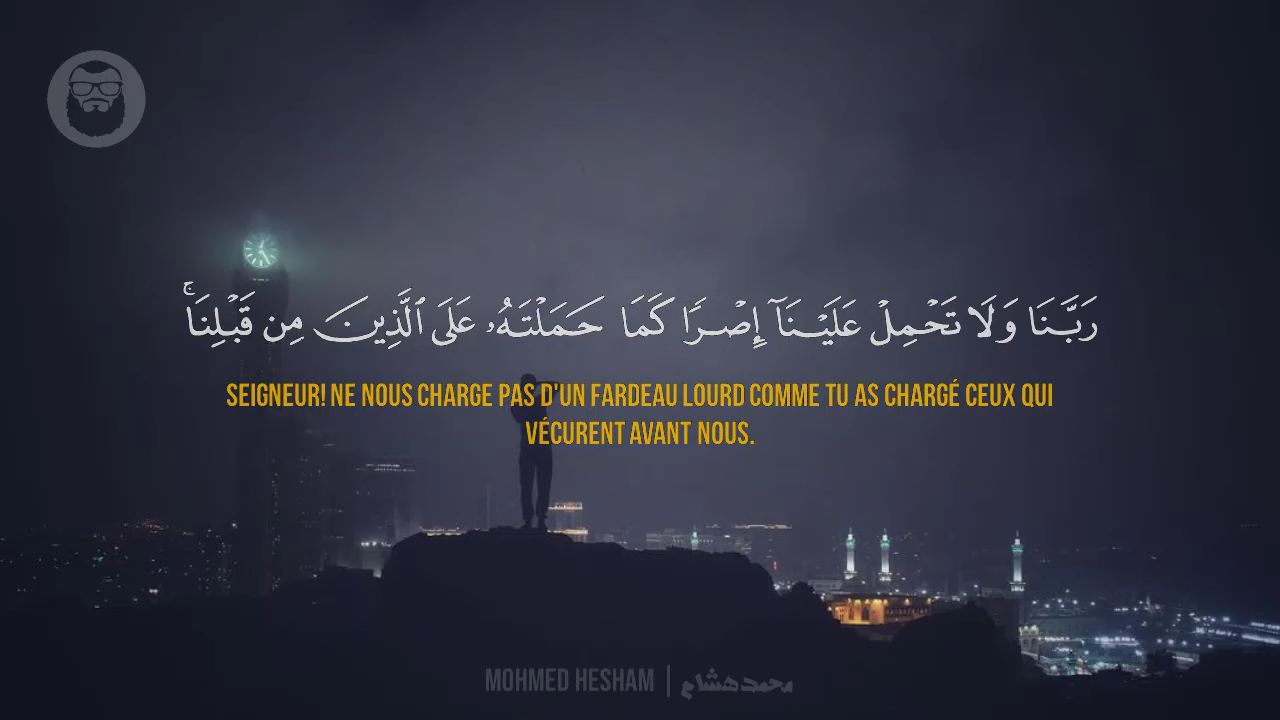 رَبَّنَا وَلَا تَحْمِلْ عَلَيْنَآ إِصْرًا كَمَا حَمَلْتَهُۥ عَلَى ٱلَّذِينَ مِن قَبْلِنَاۚ
SEIGNEUR! NE NOUS CHARGE PAS D'UN FARDEAU LOURD COMME TU AS CHARGÉ CEUX QUI
VÉCURENT AVANT NOUS.
MOHMED HESHAM | محمد هشام